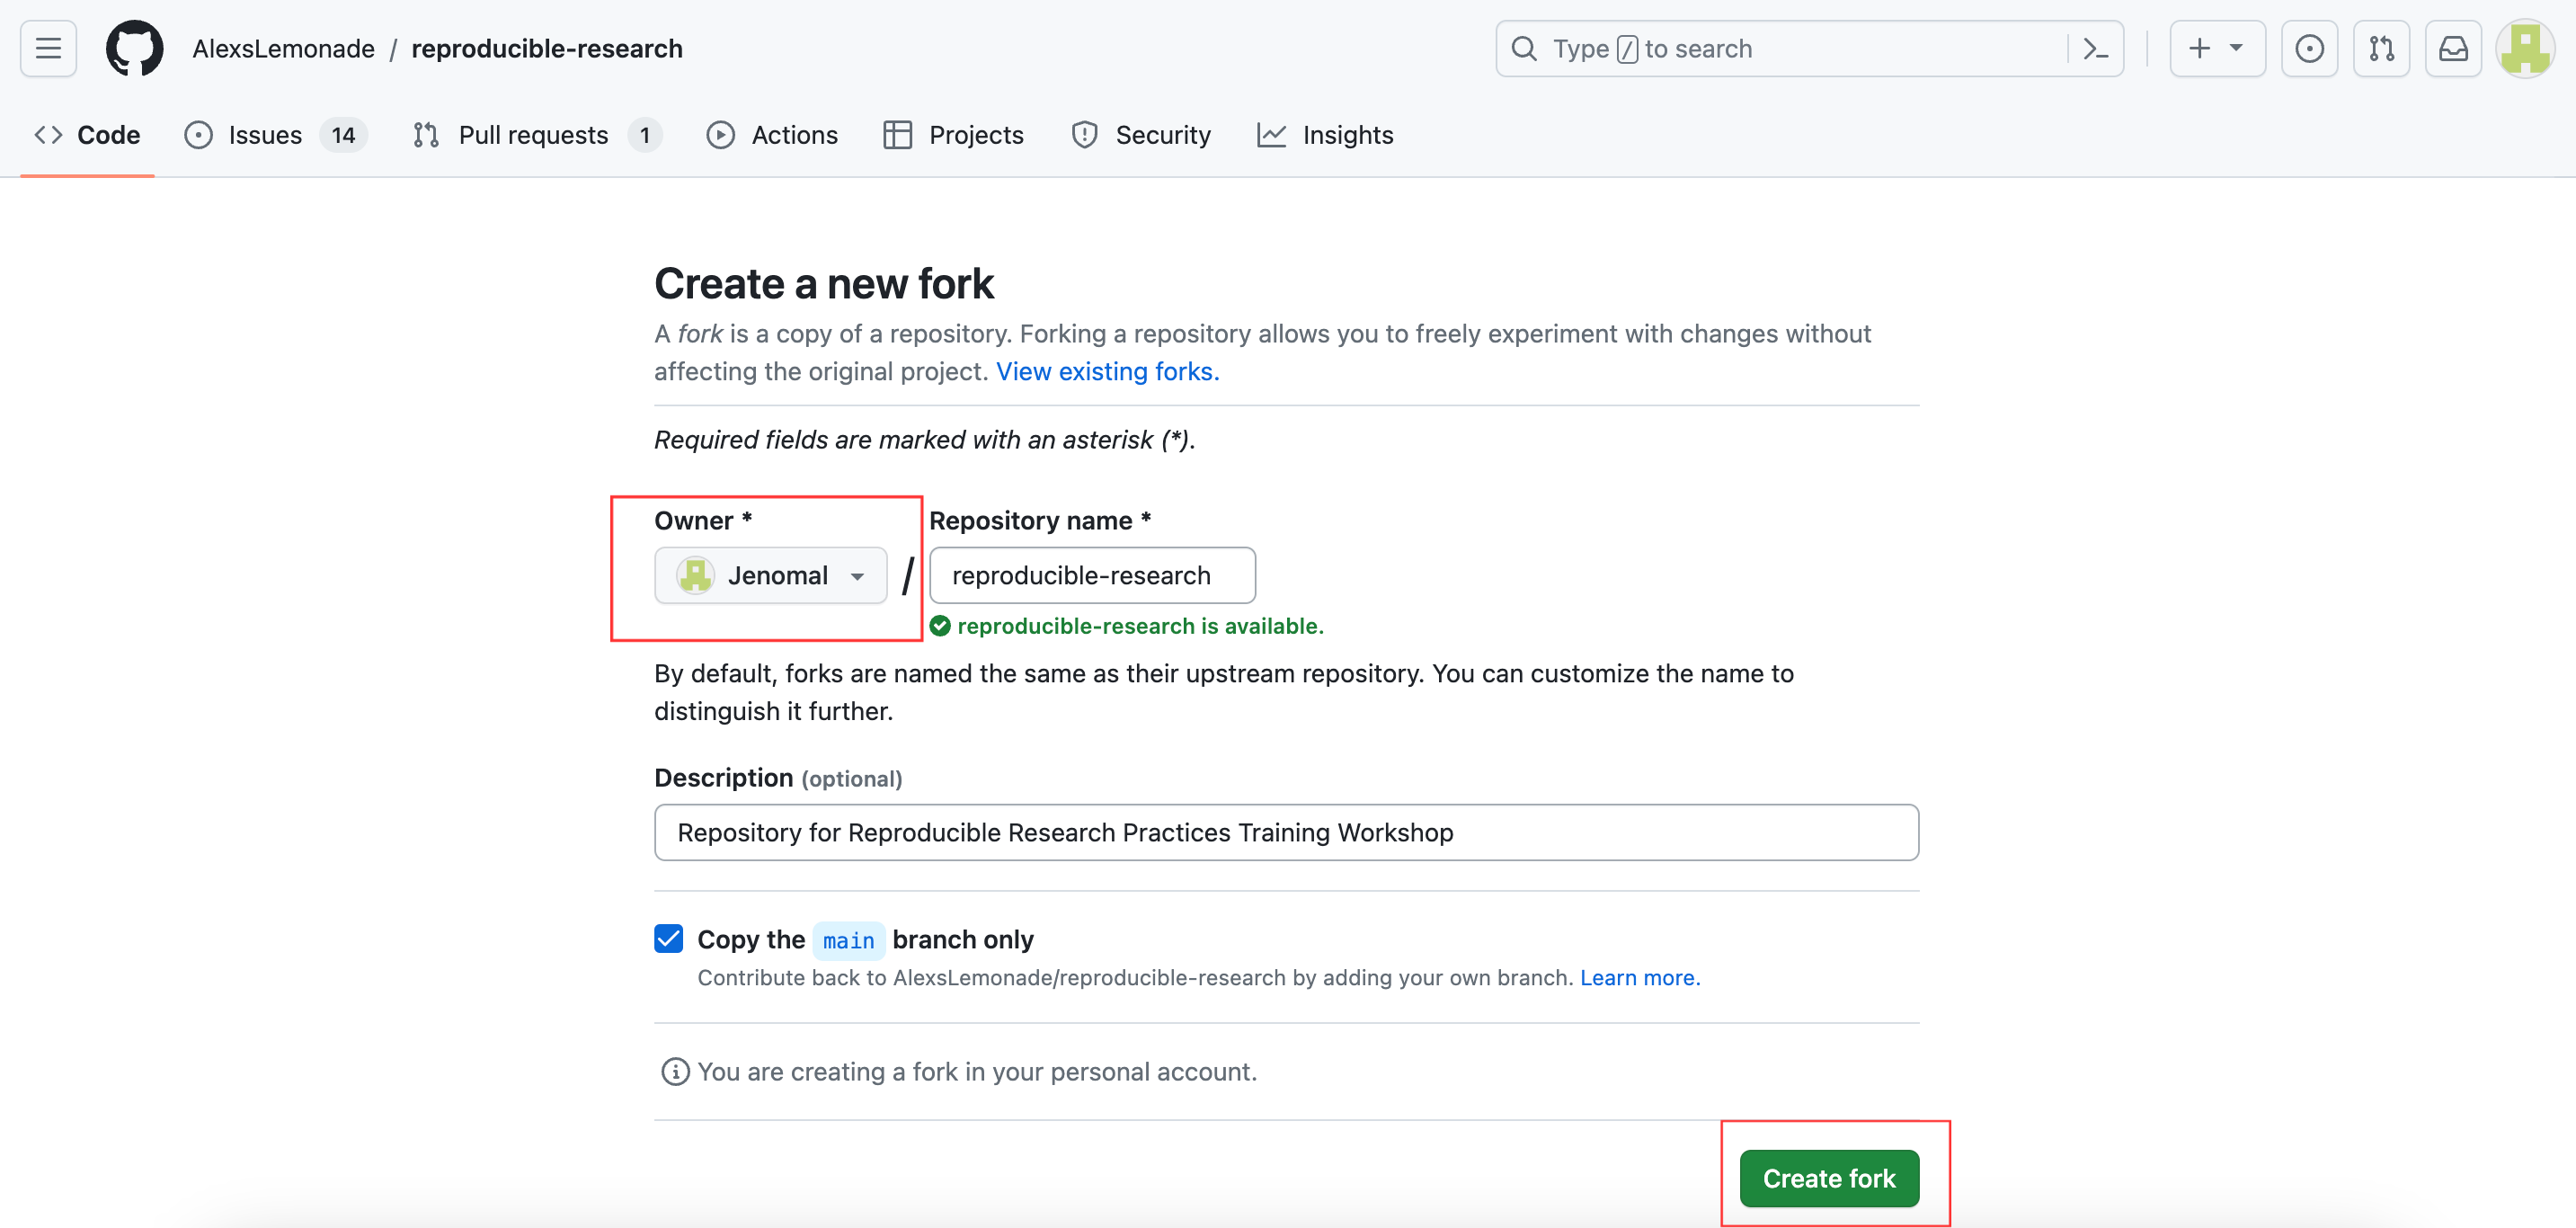 AlexsLemonade / reproducible-research
Type / to search
Code
Issues 14
Pull requests 1
Actions
Projects
Security
Insights
Create a new fork
A fork is a copy of a repository. Forking a repository allows you to freely experiment with changes without
affecting the original project. View existing forks.
Required fields are marked with an asterisk (*).
Owner *
Repository name *
Jenomal / reproducible-research
reproducible-research is available.
By default, forks are named the same as their upstream repository. You can customize the name to
distinguish it further.
Description (optional)
Repository for Reproducible Research Practices Training Workshop
Copy the main branch only
Contribute back to AlexsLemonade/reproducible-research by adding your own branch. Learn more.
You are creating a fork in your personal account.
Create fork